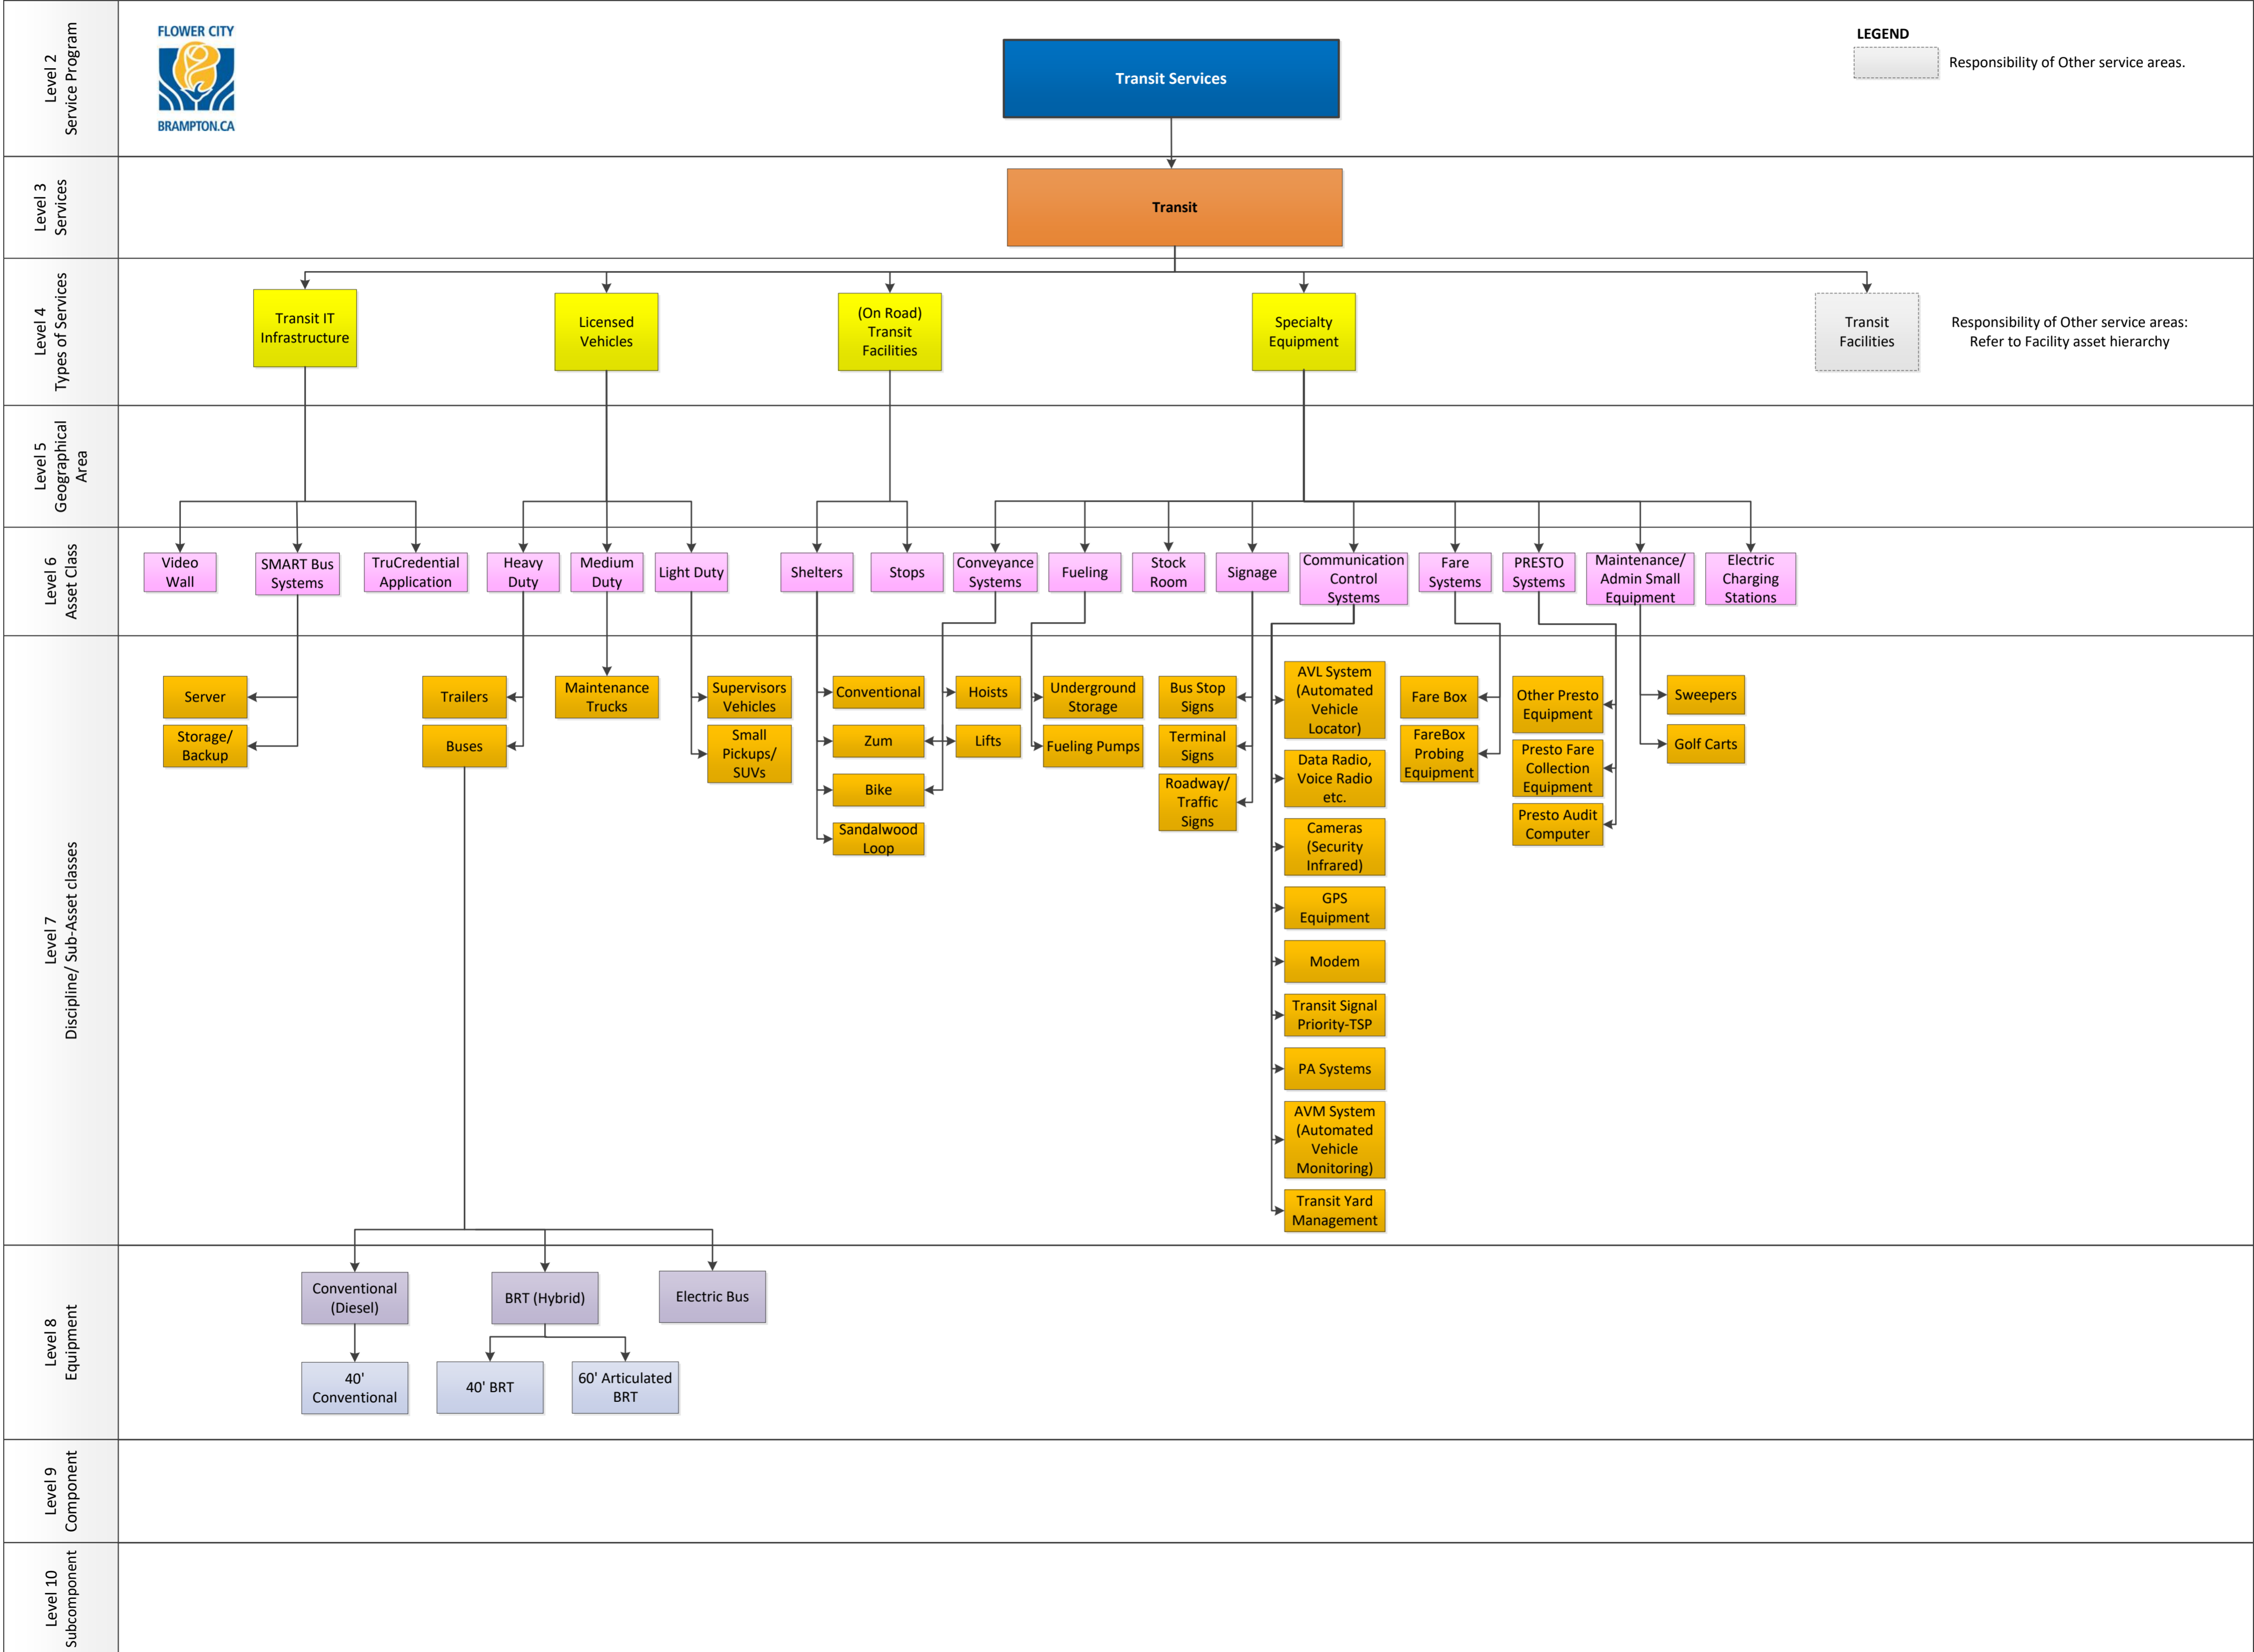 Level 2
Service Program
FLOWER CITY
BRAMPTON.CA
Transit Services
LEGEND
Responsibility of Other service areas.
Level 3
Services
Transit
Level 4
Types of Services
Transit IT
Infrastructure
Licensed
Vehicles
(On Road)
Transit
Facilities
Specialty
Equipment
Transit
Facilities
Responsibility of Other service areas:
Refer to Facility asset hierarchy
Level 5
Geographical
Area
Level 6
Asset Class
Video
Wall
SMART Bus
Systems
TruCredential
Application
Heavy
Duty
Medium
Duty
Light Duty
Shelters
Stops
Conveyance
Systems
Fueling
Stock
Room
Signage
Communication
Control
Systems
Fare
Systems
PRESTO
Systems
Maintenance/
Admin Small
Equipment
Electric
Charging
Stations
Level 7
Discipline/ Sub-Asset classes
Server
Storage/
Backup
Trailers
Buses
Maintenance
Trucks
Supervisors
Vehicles
Small
Pickups/
SUVs
Conventional
Zum
Bike
Sandalwood
Loop
Hoists
Lifts
Underground
Storage
Fueling Pumps
Bus Stop
Signs
Terminal
Signs
Roadway/
Traffic
Signs
AVL System
(Automated
Vehicle
Locator)
Data Radio,
Voice Radio
etc.
Cameras
(Security
Infrared)
GPS
Equipment
Modem
Transit Signal
Priority-TSP
PA Systems
AVM System
(Automated
Vehicle
Monitoring)
Transit Yard
Management
Fare Box
FareBox
Probing
Equipment
Other Presto
Equipment
Presto Fare
Collection
Equipment
Presto Audit
Computer
Sweepers
Golf Carts
Level 8
Equipment
Conventional
(Diesel)
BRT (Hybrid)
Electric Bus
40'
Conventional
40' BRT
60' Articulated
BRT
Level 9
Component
Level 10
Subcomponent